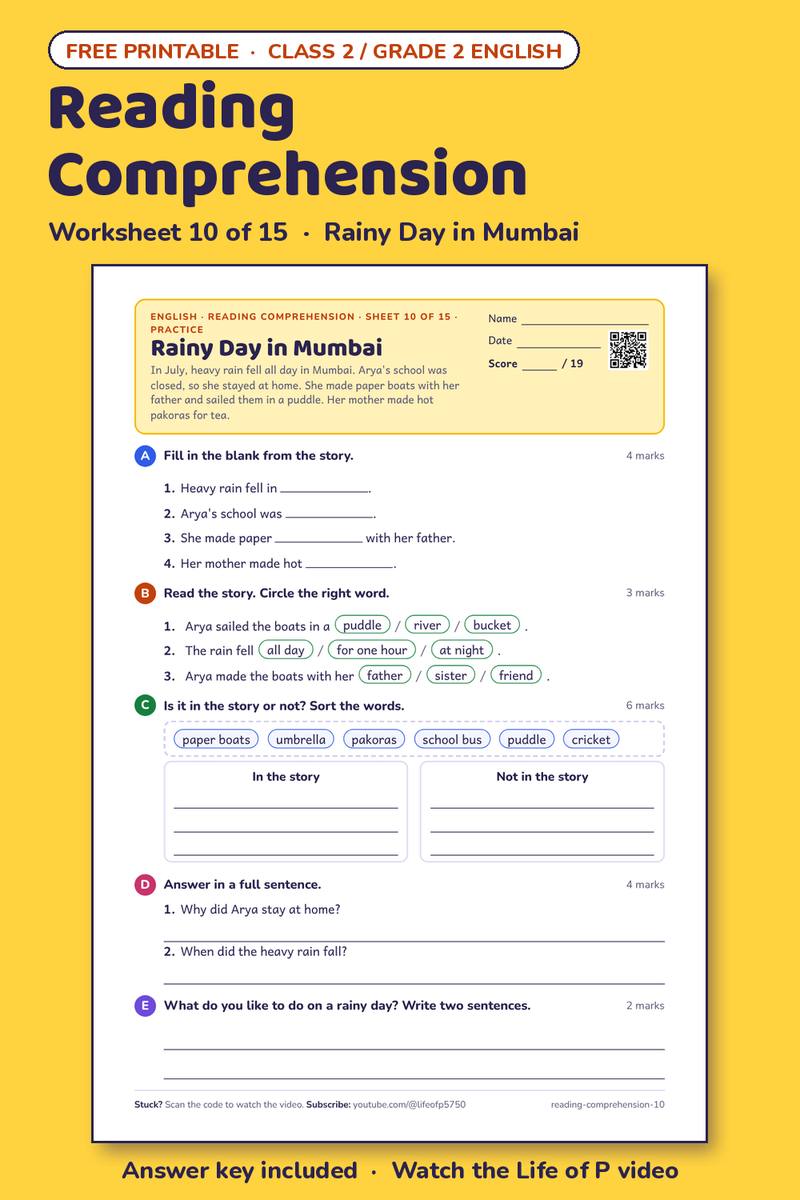 FREE PRINTABLE · CLASS 2 / GRADE 2 ENGLISH
Reading
Comprehension
Worksheet 10 of 15 · Rainy Day in Mumbai
ENGLISH · READING COMPREHENSION · SHEET 10 OF 15 ·
PRACTICE
Rainy Day in Mumbai
In July, heavy rain fell all day in Mumbai. Arya's school was
closed, so she stayed at home. She made paper boats with her
father and sailed them in a puddle. Her mother made hot
pakoras for tea.
Name ____________
Date ____________
Score ______ / 19
A Fill in the blank from the story. 4 marks
1. Heavy rain fell in ____________.
2. Arya's school was ____________.
3. She made paper ____________ with her father.
4. Her mother made hot ____________.
B Read the story. Circle the right word. 3 marks
1. Arya sailed the boats in a puddle / river / bucket .
2. The rain fell all day / for one hour / at night .
3. Arya made the boats with her father / sister / friend .
C Is it in the story or not? Sort the words. 6 marks
paper boats umbrella pakoras school bus puddle cricket
In the story Not in the story
D Answer in a full sentence. 4 marks
1. Why did Arya stay at home?
2. When did the heavy rain fall?
E What do you like to do on a rainy day? Write two sentences. 2 marks
Stuck? Scan the code to watch the video. Subscribe: youtube.com/@lifeofp5750 reading-comprehension-10
Answer key included · Watch the Life of P video